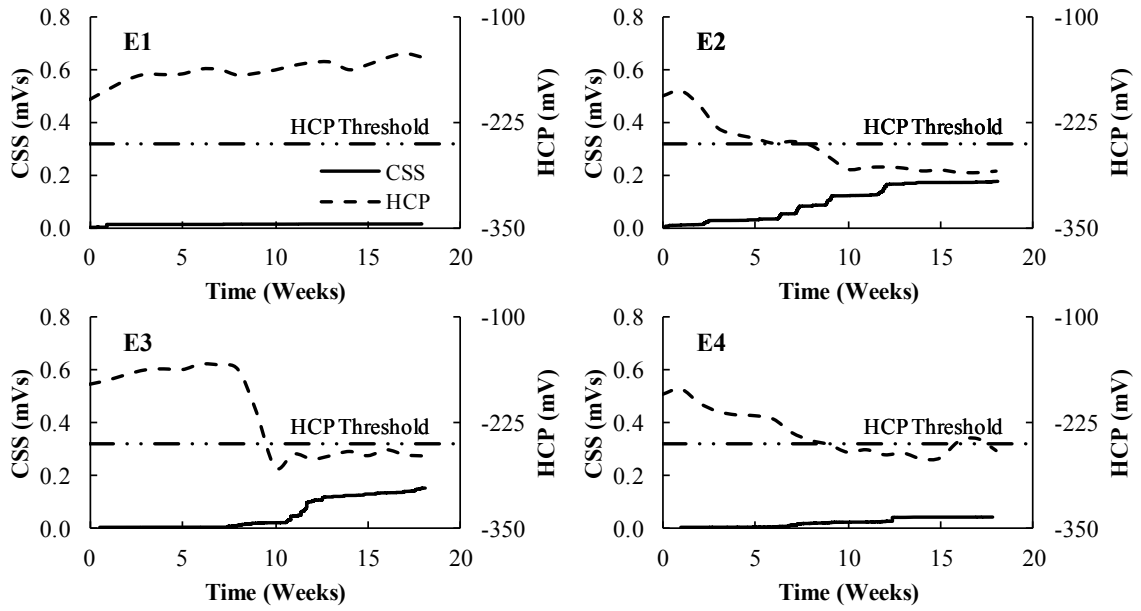 E1
CSS (mVs)
0.8
0.6
0.4
0.2
0.0
-100
-225
-350
HCP (mV)
HCP Threshold
CSS
HCP
0 5 10 15 20
Time (Weeks)
E2
CSS (mVs)
0.8
0.6
0.4
0.2
0.0
-100
-225
-350
HCP (mV)
HCP Threshold
0 5 10 15 20
Time (Weeks)
E3
CSS (mVs)
0.8
0.6
0.4
0.2
0.0
-100
-225
-350
HCP (mV)
HCP Threshold
0 5 10 15 20
Time (Weeks)
E4
CSS (mVs)
0.8
0.6
0.4
0.2
0.0
-100
-225
-350
HCP (mV)
HCP Threshold
0 5 10 15 20
Time (Weeks)